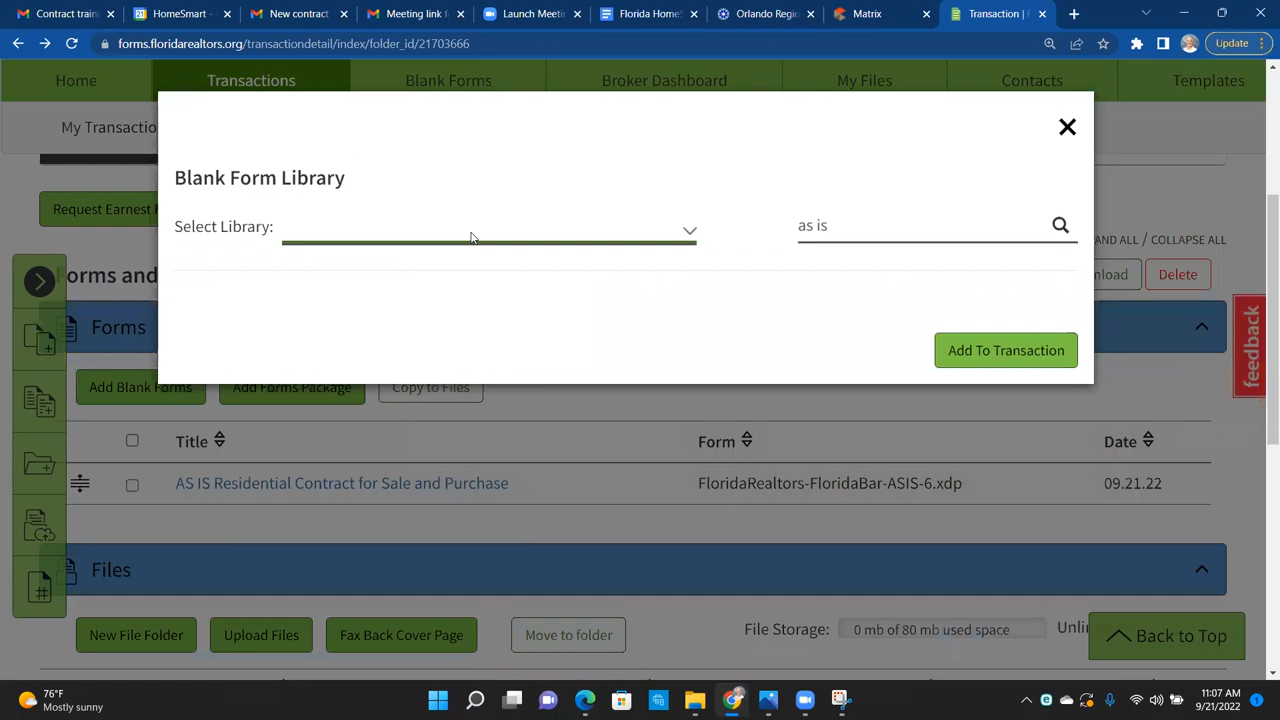 Contract train
HomeSmart -
New contract
Meeting link f
Launch Meeti
Florida HomeS
Orlando Regio
Matrix
Transaction | F
forms.floridarealtors.org/transactiondetail/index/folder_id/21703666
Update
Home
Transactions
Blank Forms
Broker Dashboard
My Files
Contacts
Templates
My Transactio
Blank Form Library
Request Earnest M
Select Library:
as is
AND ALL / COLLAPSE ALL
orms and
nload
Delete
Forms
Add To Transaction
Add Blank Forms
Add Forms Package
Copy to Files
feedback
Title
Form
Date
AS IS Residential Contract for Sale and Purchase
FloridaRealtors-FloridaBar-ASIS-6.xdp
09.21.22
Files
New File Folder
Upload Files
Fax Back Cover Page
Move to folder
File Storage:
0 mb of 80 mb used space
Unli
Back to Top
76°F
Mostly sunny
11:07 AM
9/21/2022